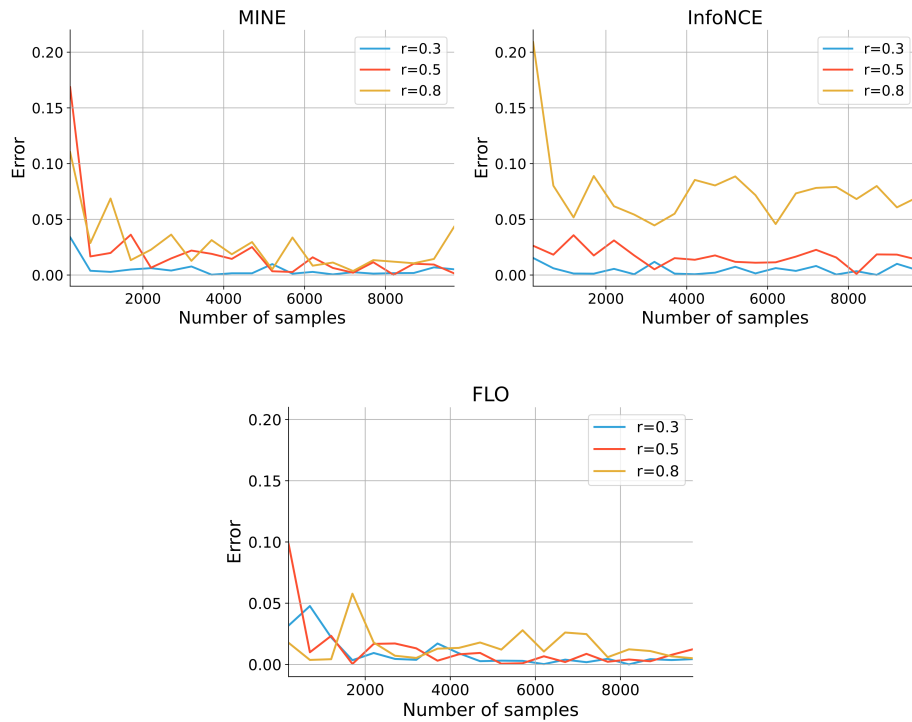 MINE
0.20
0.15
0.10
0.05
0.00
Error
2000 4000 6000 8000
Number of samples
r=0.3
r=0.5
r=0.8
InfoNCE
0.20
0.15
0.10
0.05
0.00
Error
2000 4000 6000 8000
Number of samples
r=0.3
r=0.5
r=0.8
FLO
0.20
0.15
0.10
0.05
0.00
Error
2000 4000 6000 8000
Number of samples
r=0.3
r=0.5
r=0.8